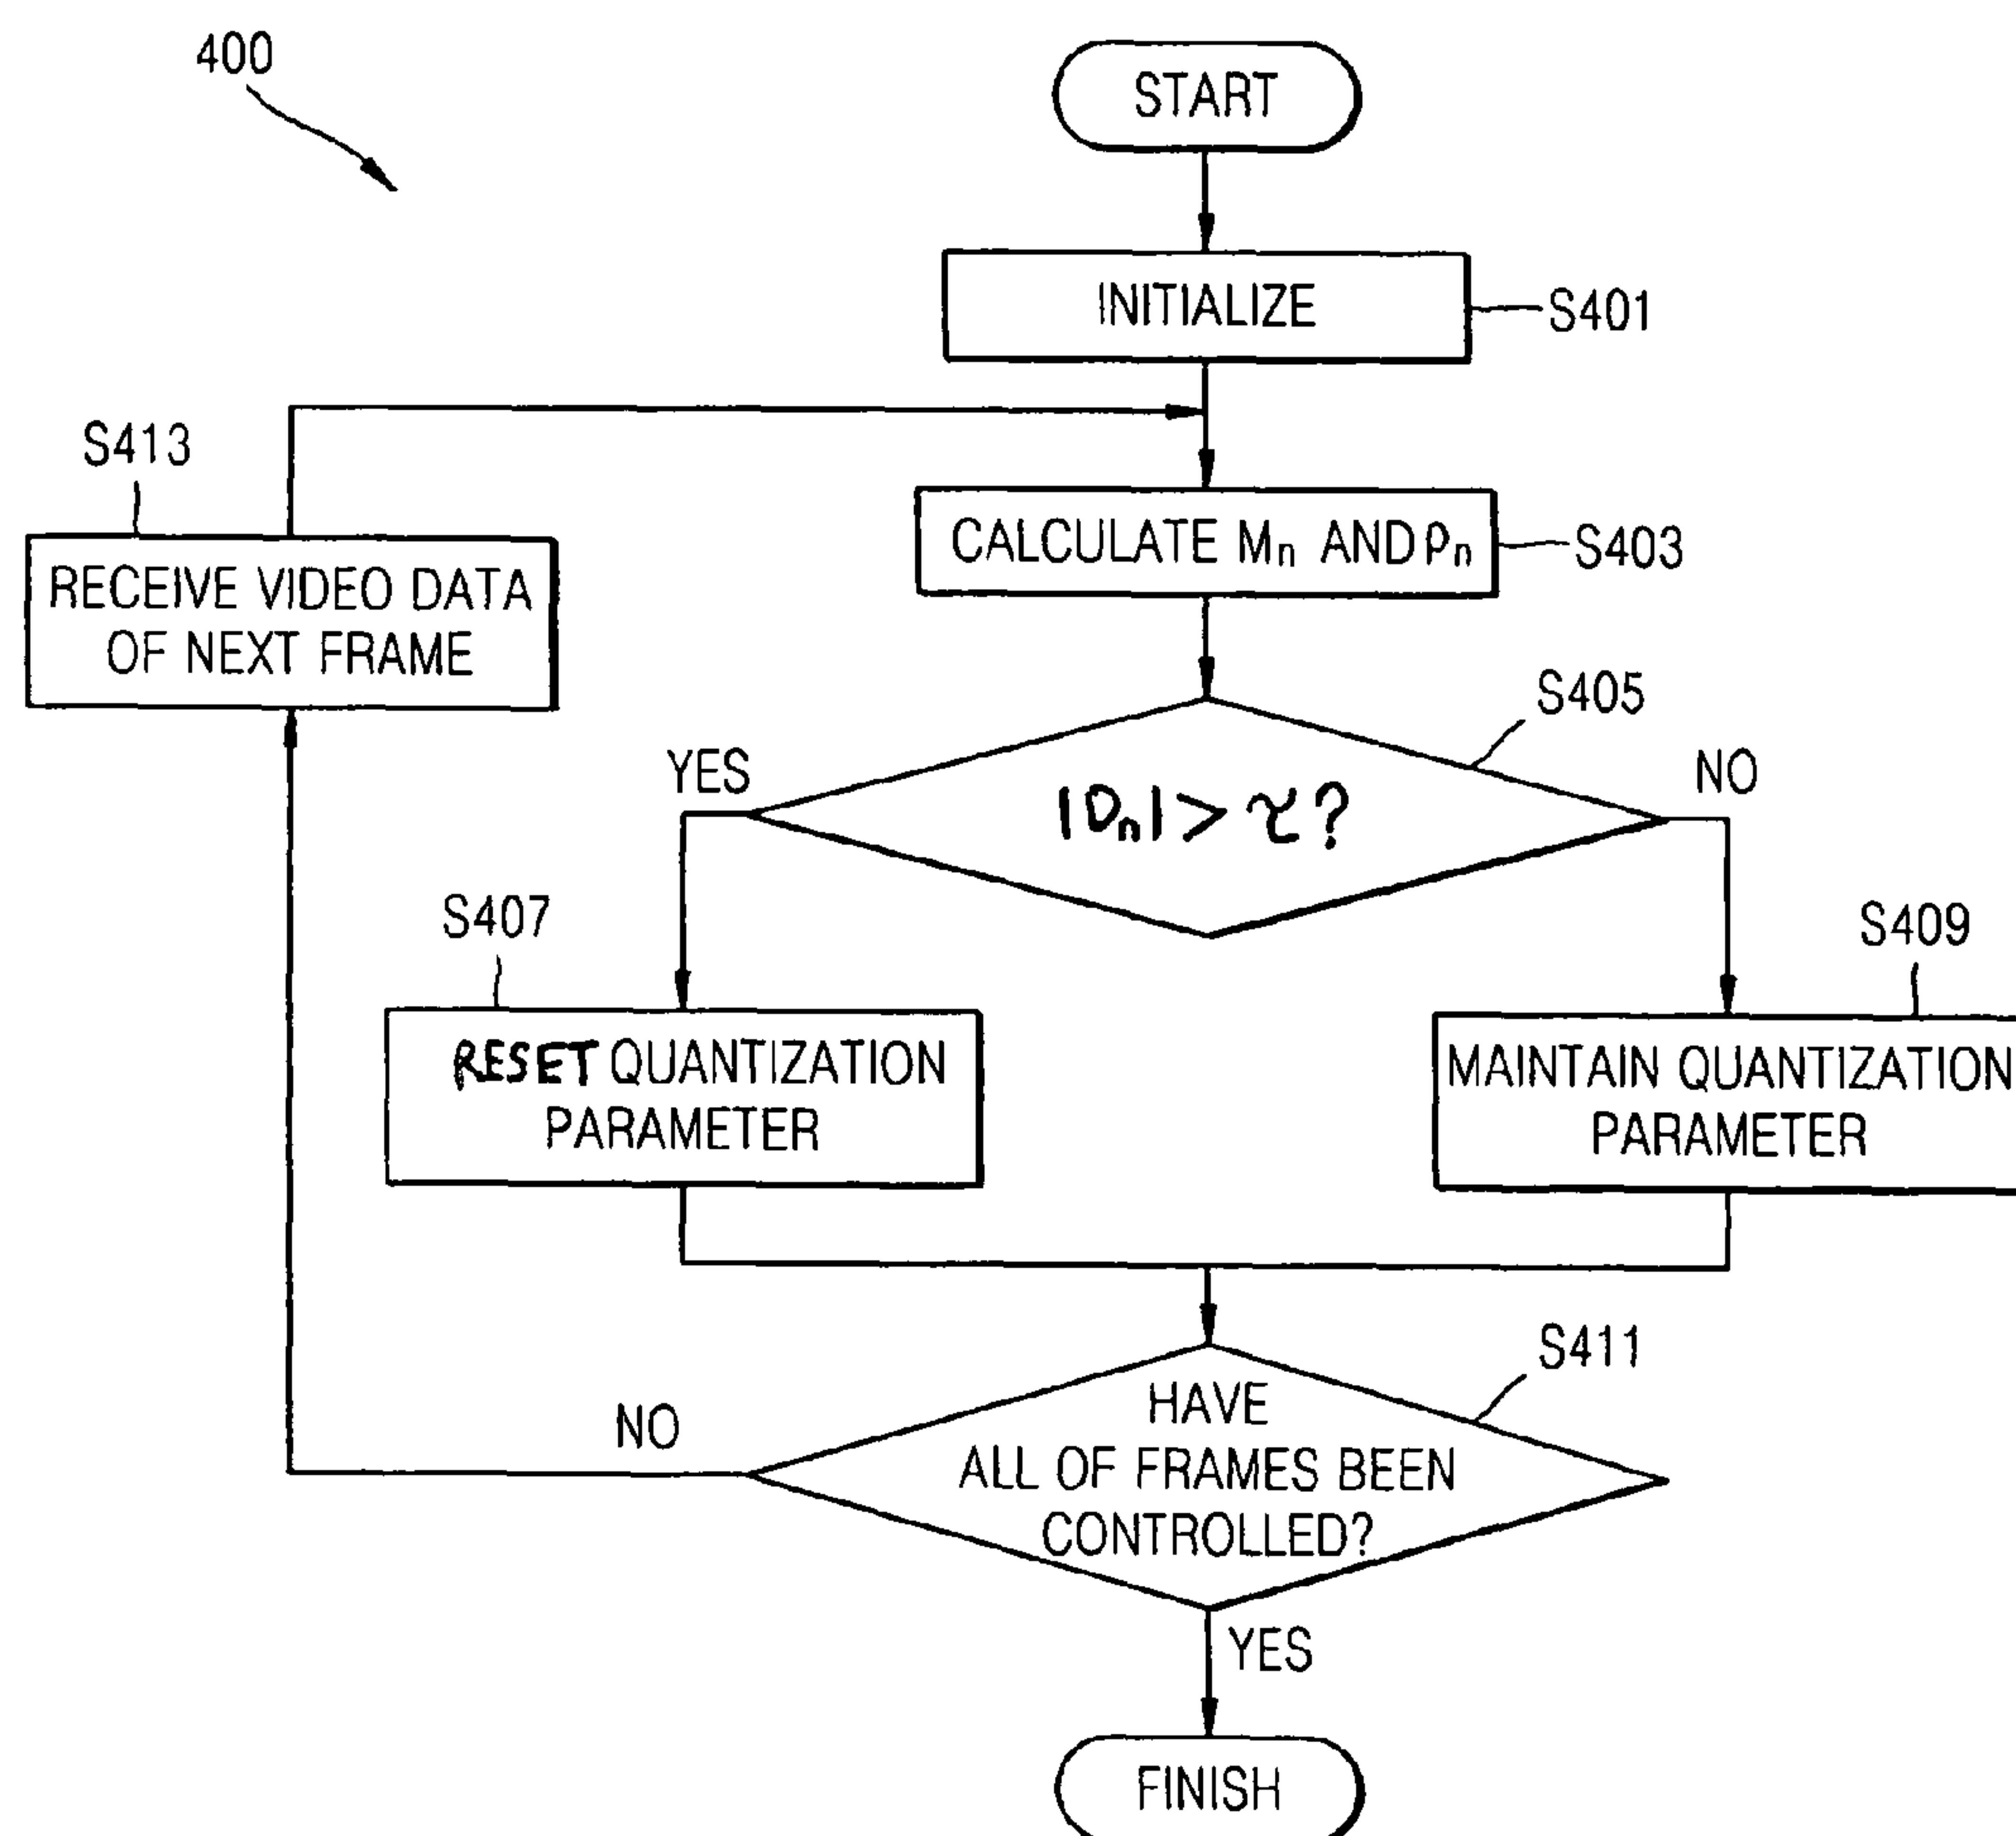 400
START
INITIALIZE
S401
S413
RECEIVE VIDEO DATA
OF NEXT FRAME
CALCULATE Mn AND ρn
S403
S405
YES
|Dn| > τ?
NO
S407
RESET QUANTIZATION
PARAMETER
S409
MAINTAIN QUANTIZATION
PARAMETER
S411
NO
HAVE
ALL OF FRAMES BEEN
CONTROLLED?
YES
FINISH